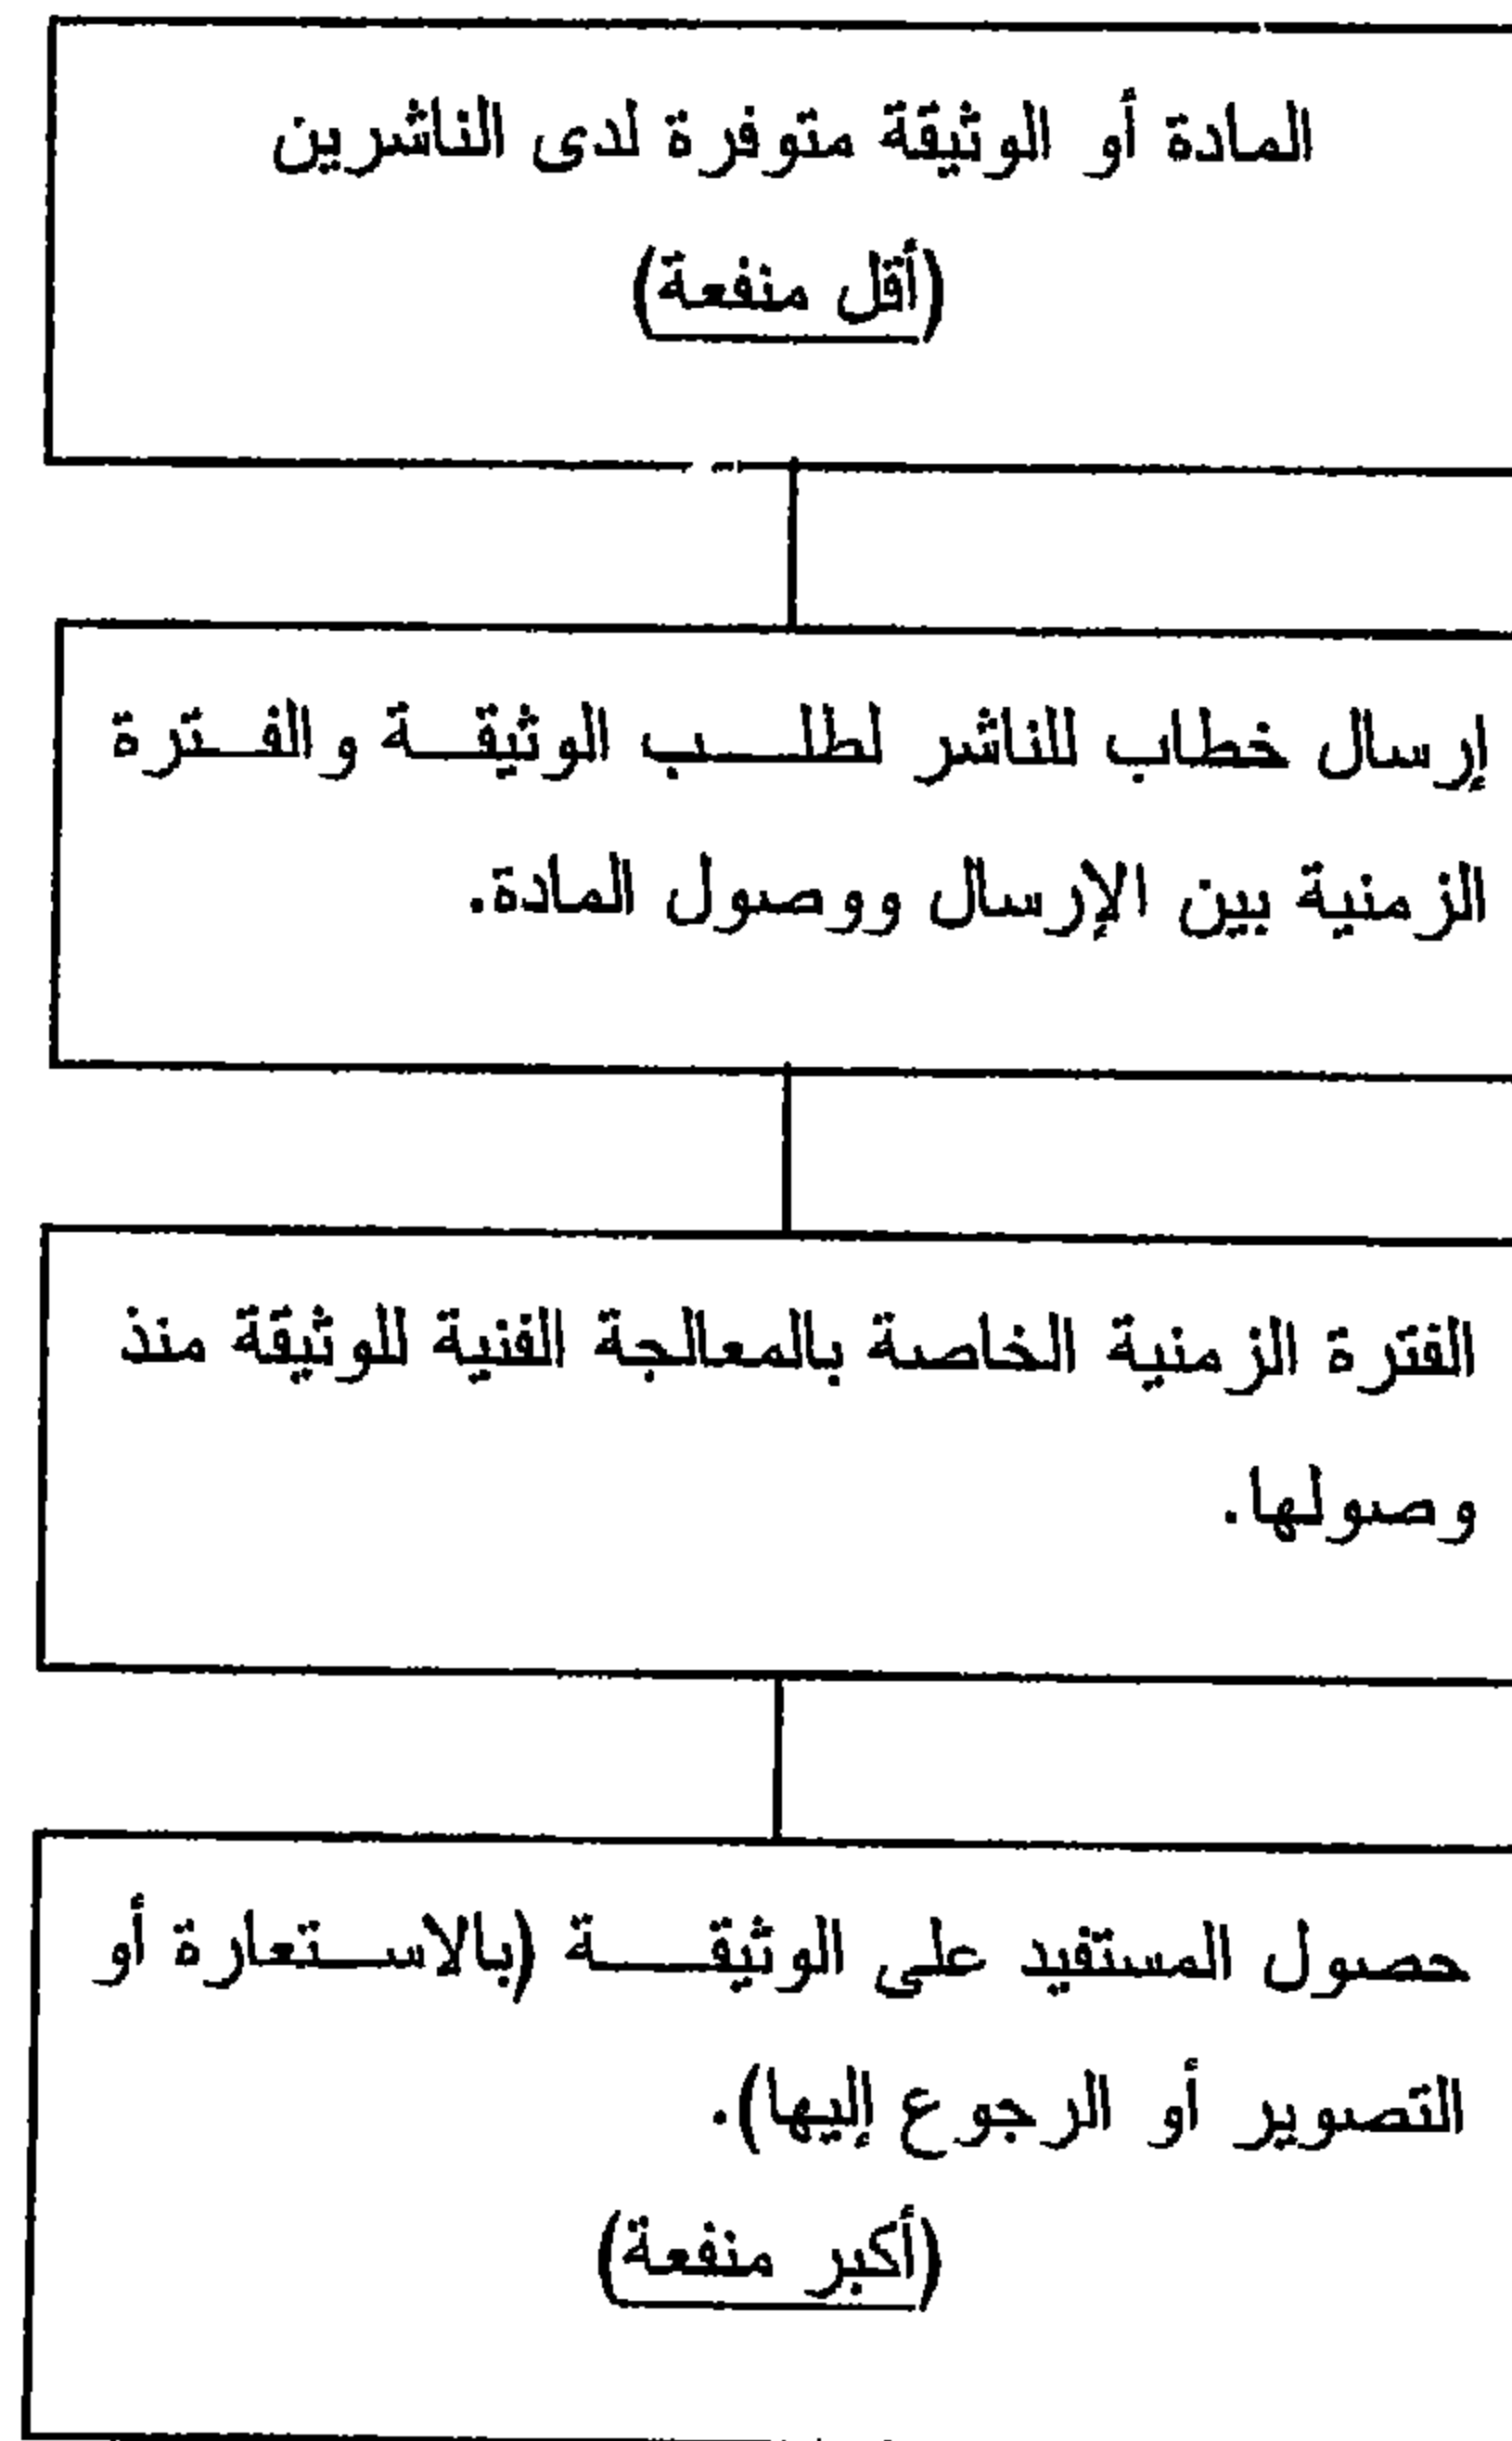 المادة أو الوثيقة متوفرة لدى الناشرين
(أقل منفعة)
إرسال خطاب للناشر لطلب الوثيقة والفترة
الزمنية بين الإرسال ووصول المادة.
الفترة الزمنية الخاصة بالمعالجة الفنية للوثيقة منذ
وصولها.
حصول المستفيد على الوثيقة (بالاستعارة أو
التصوير أو الرجوع إليها).
(أكبر منفعة)